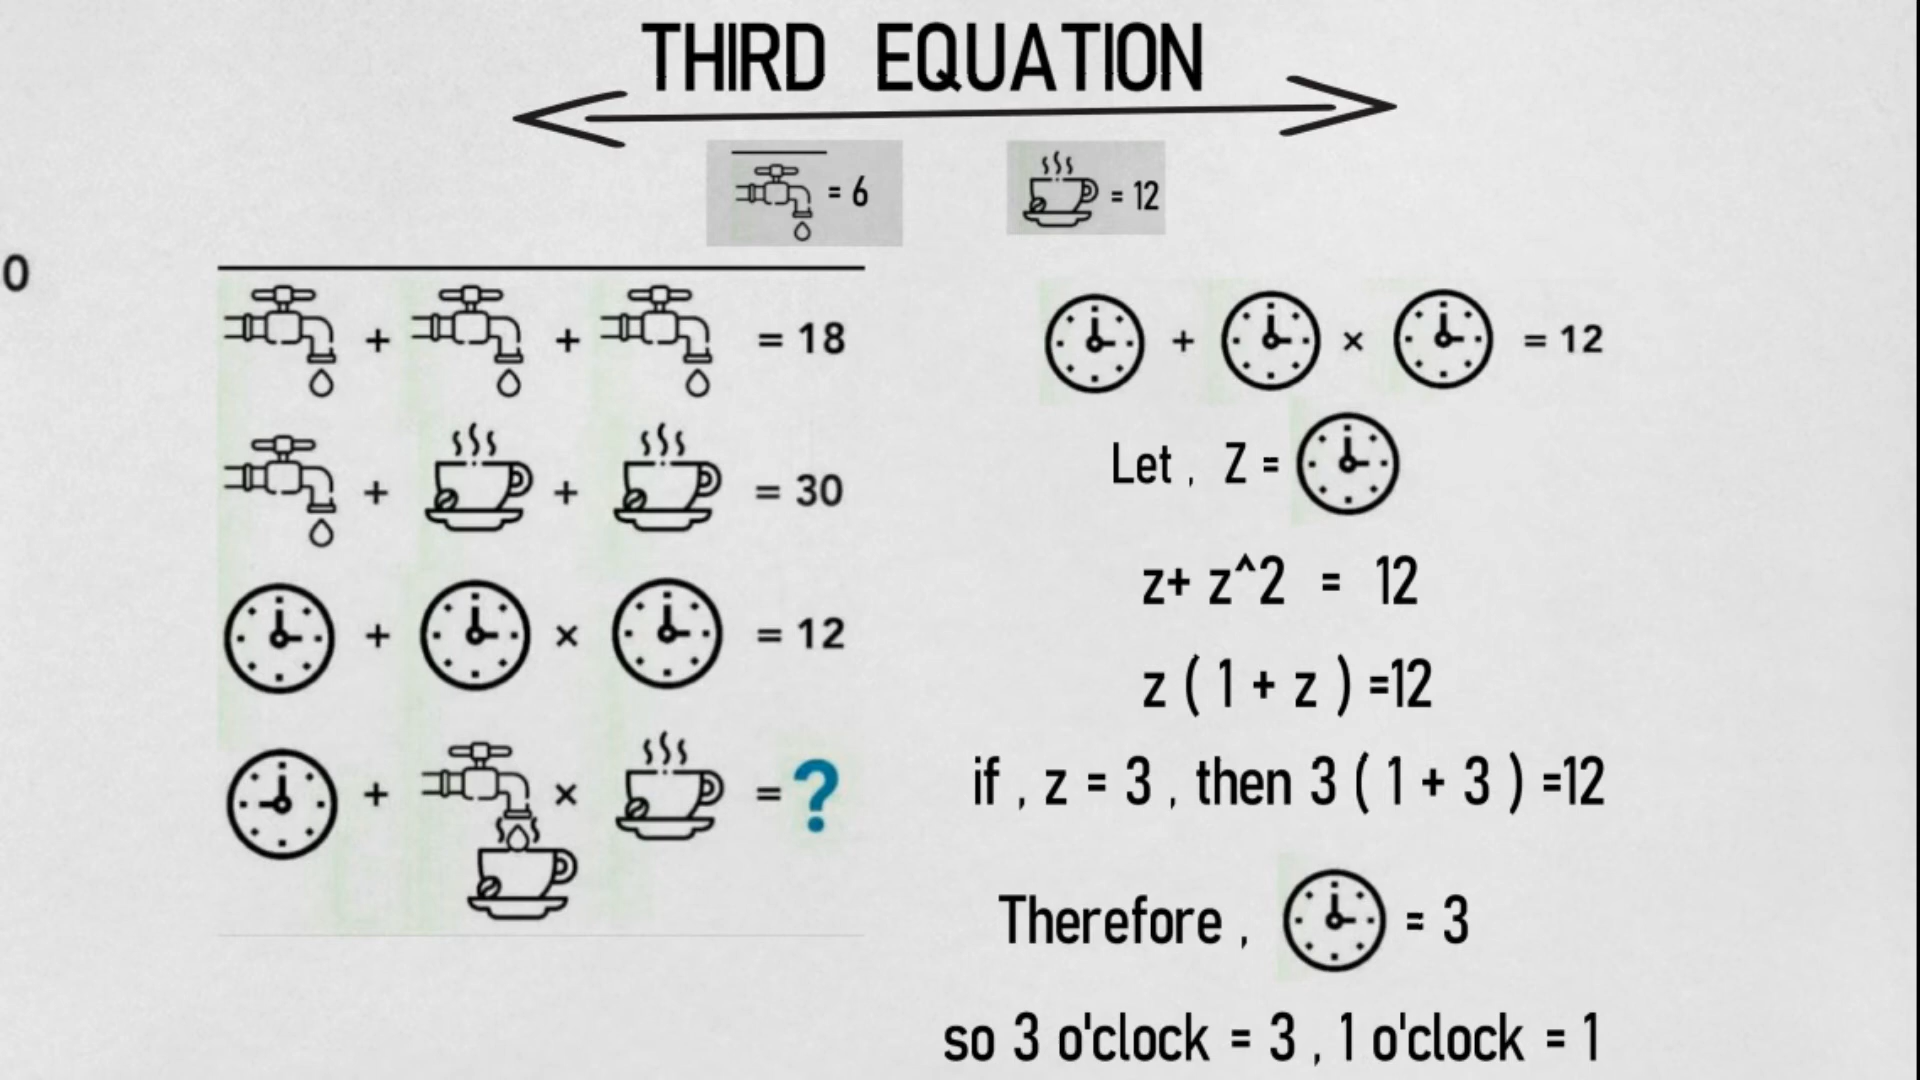 THIRD EQUATION
= 6
= 12
0
+ + = 18
+ + = 30
+ × = 12
+ × = ?
+ × = 12
Let , Z =
z+ z^2 = 12
z ( 1 + z ) =12
if , z = 3 , then 3 ( 1 + 3 ) =12
Therefore , = 3
so 3 o'clock = 3 , 1 o'clock = 1